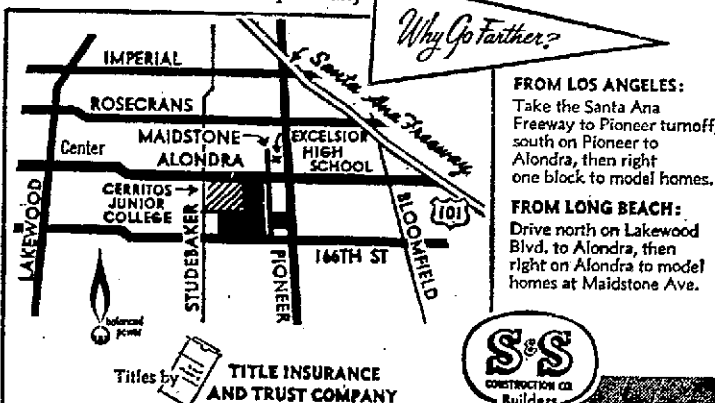 Why Go Farther?
IMPERIAL
ROSECRANS
Center
MAIDSTONE
ALONDRA
EXCELSIOR
HIGH
SCHOOL
Santa Ana Freeway
CERRITOS
JUNIOR
COLLEGE
LAKEWOOD
STUDEBAKER
PIONEER
BLOOMFIELD
101
166TH ST
balanced
power
FROM LOS ANGELES:
Take the Santa Ana
Freeway to Pioneer turnoff,
south on Pioneer to
Alondra, then right
one block to model homes.
FROM LONG BEACH:
Drive north on Lakewood
Blvd. to Alondra, then
right on Alondra to model
homes at Maidstone Ave.
Titles by
TITLE INSURANCE
AND TRUST COMPANY
S & S
CONSTRUCTION CO.
Builders